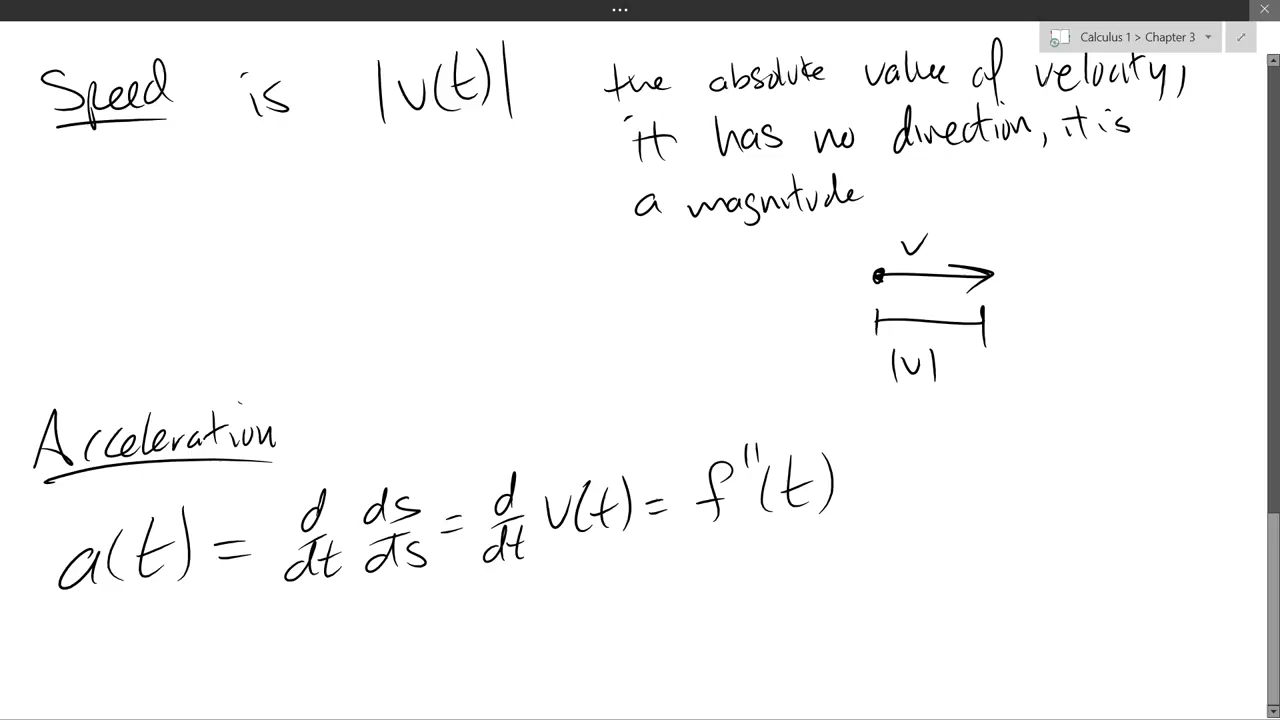 Calculus 1 > Chapter 3
Speed is |v(t)| the absolute value of velocity,
it has no direction, it is
a magnitude
v
|v|
Acceleration
a(t) = d/dt ds/ds = d/dt v(t) = f''(t)